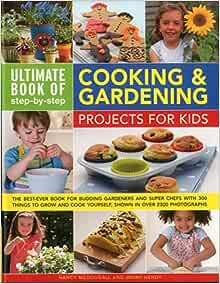 ULTIMATE
BOOK OF
step-by-step
COOKING &
GARDENING
PROJECTS FOR KIDS
THE BEST-EVER BOOK FOR BUDDING GARDENERS AND SUPER CHEFS WITH 300
THINGS TO GROW AND COOK YOURSELF, SHOWN IN OVER 2300 PHOTOGRAPHS
NANCY MCDOUGALL AND JENNY HENDY